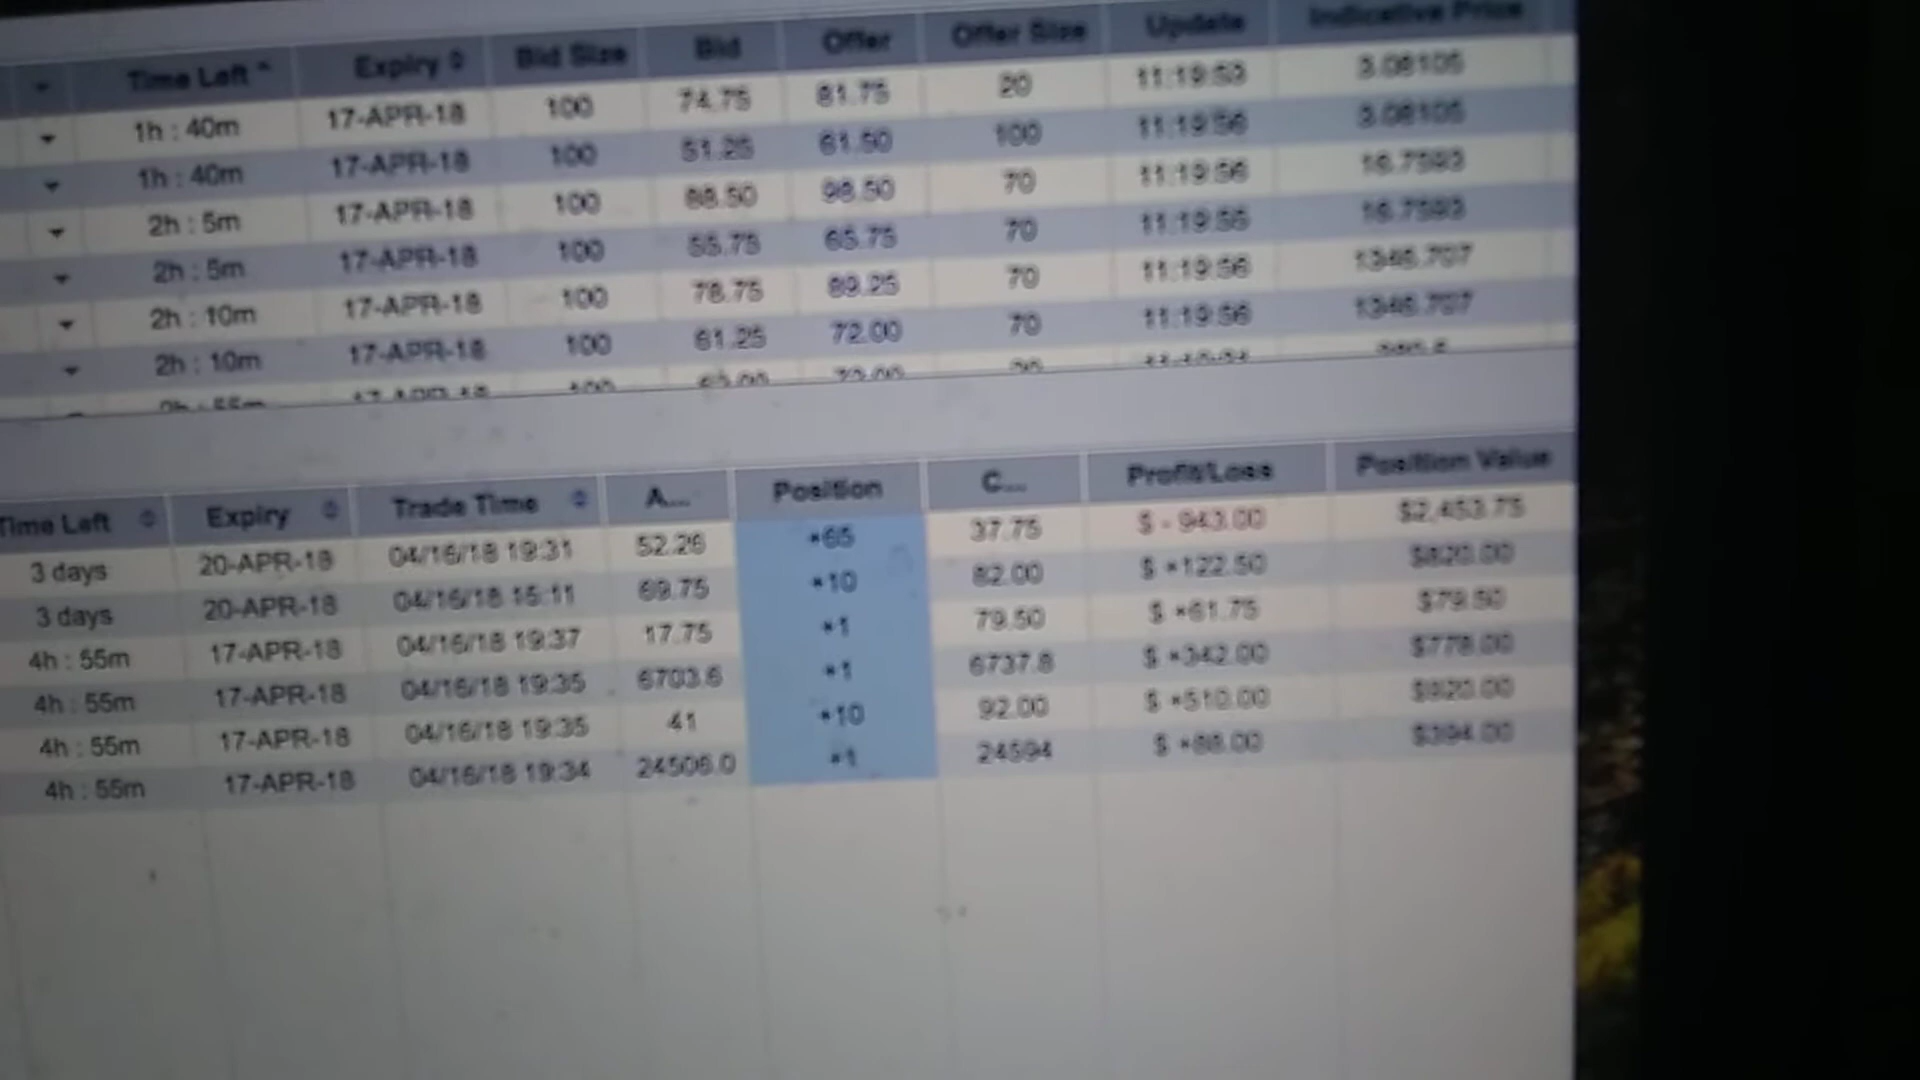 Time Left Expiry Bid Size Bid Offer Offer Size Update Indicative Price
1h : 40m 17-APR-18 100 74.75 81.75 20 11:19:53 3.08105
1h : 40m 17-APR-18 100 51.25 61.50 100 11:19:56 3.08105
2h : 5m 17-APR-18 100 88.50 98.50 70 11:19:56 16.7593
2h : 5m 17-APR-18 100 55.75 65.75 70 11:19:56 16.7593
2h : 10m 17-APR-18 100 78.75 89.25 70 11:19:56 1346.707
2h : 10m 17-APR-18 100 61.25 72.00 70 11:19:56 1346.707
Time Left Expiry Trade Time A... Position C... Profit/Loss Position Value
3 days 20-APR-18 04/16/18 19:31 52.26 +65 37.75 $ - 943.00 $2,453.75
3 days 20-APR-18 04/16/18 15:11 69.75 +10 82.00 $ +122.50 $820.00
4h : 55m 17-APR-18 04/16/18 19:37 17.75 +1 79.50 $ +61.75 $79.50
4h : 55m 17-APR-18 04/16/18 19:35 6703.6 +1 6737.8 $ +342.00 $778.00
4h : 55m 17-APR-18 04/16/18 19:35 41 +10 92.00 $ +510.00 $920.00
4h : 55m 17-APR-18 04/16/18 19:34 24506.0 +1 24594 $ +88.00 $394.00